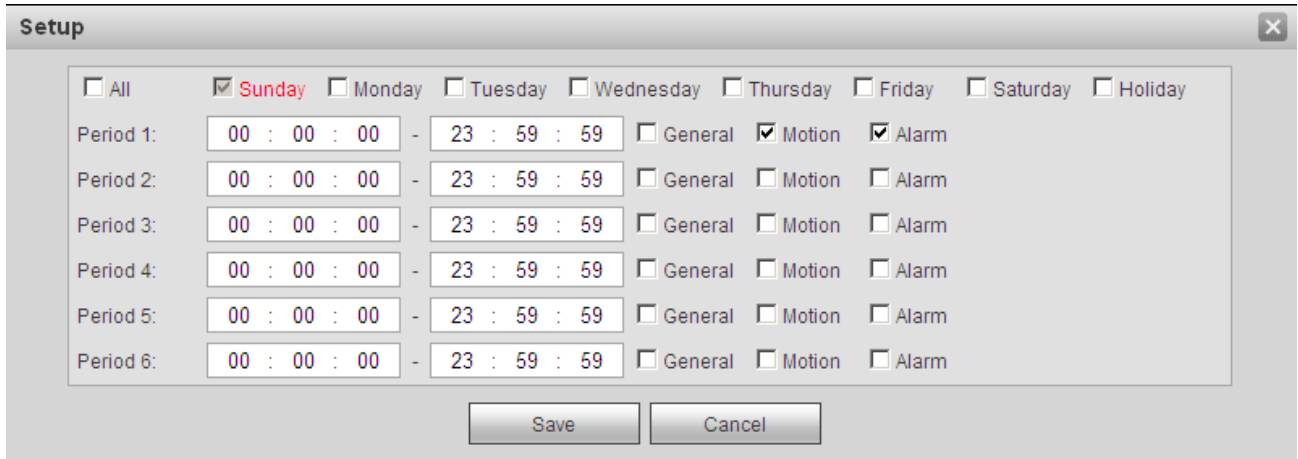 Setup
All Sunday Monday Tuesday Wednesday Thursday Friday Saturday Holiday
Period 1: 00 : 00 : 00 - 23 : 59 : 59 General Motion Alarm
Period 2: 00 : 00 : 00 - 23 : 59 : 59 General Motion Alarm
Period 3: 00 : 00 : 00 - 23 : 59 : 59 General Motion Alarm
Period 4: 00 : 00 : 00 - 23 : 59 : 59 General Motion Alarm
Period 5: 00 : 00 : 00 - 23 : 59 : 59 General Motion Alarm
Period 6: 00 : 00 : 00 - 23 : 59 : 59 General Motion Alarm
Save Cancel